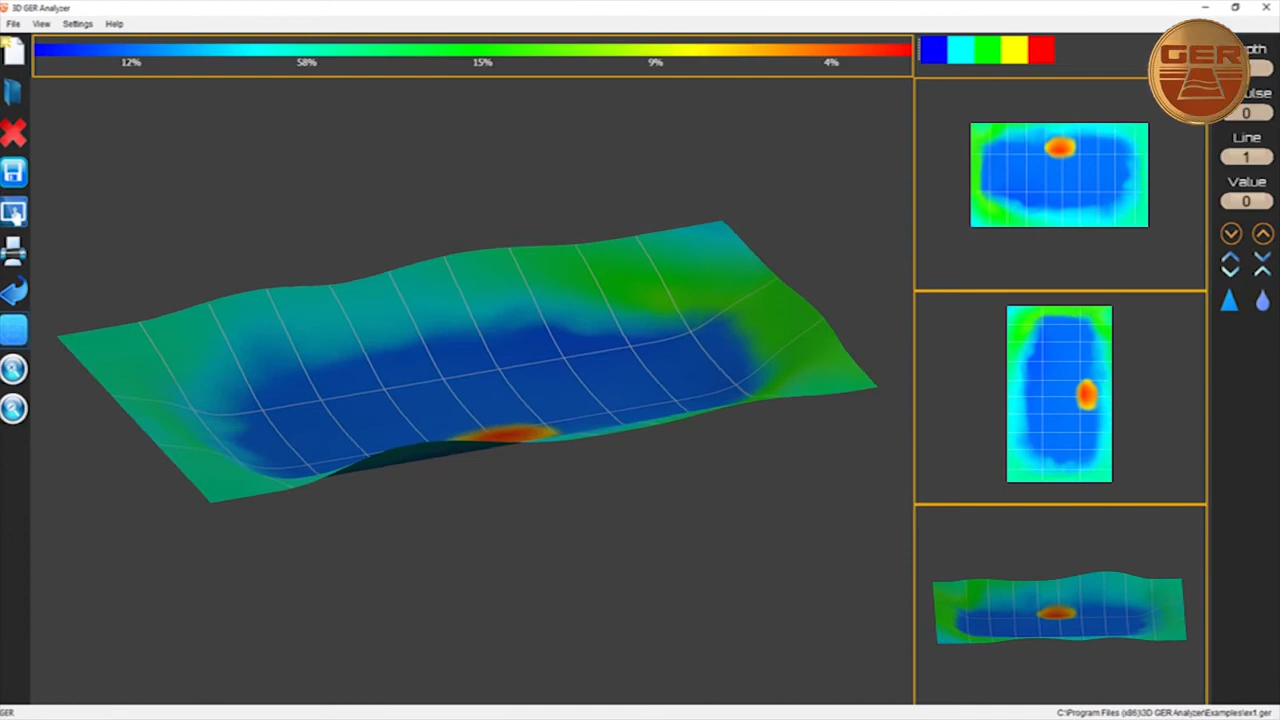 3D GER Analyzer
File View Settings Help
12% 58% 15% 9% 4%
GER
0
Line
1
Value
0
GER
C:\Program Files (x86)\3D GER Analyzer\Examples\ex1.ger